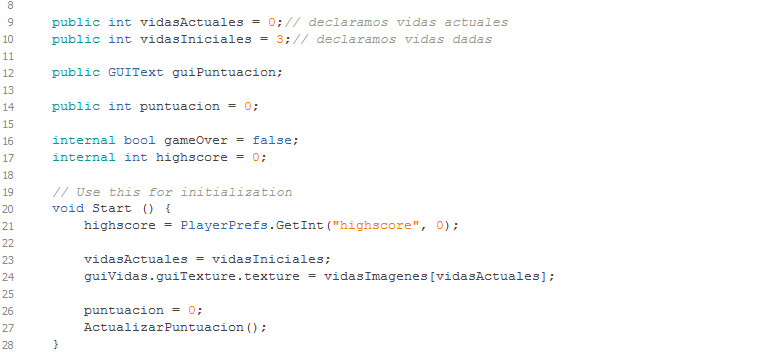 8
9 public int vidasActuales = 0;// declaramos vidas actuales
10 public int vidasIniciales = 3;// declaramos vidas dadas
11
12 public GUIText guiPuntuacion;
13
14 public int puntuacion = 0;
15
16 internal bool gameOver = false;
17 internal int highscore = 0;
18
19 // Use this for initialization
20 void Start () {
21 highscore = PlayerPrefs.GetInt("highscore", 0);
22
23 vidasActuales = vidasIniciales;
24 guiVidas.guiTexture.texture = vidasImagenes[vidasActuales];
25
26 puntuacion = 0;
27 ActualizarPuntuacion();
28 }